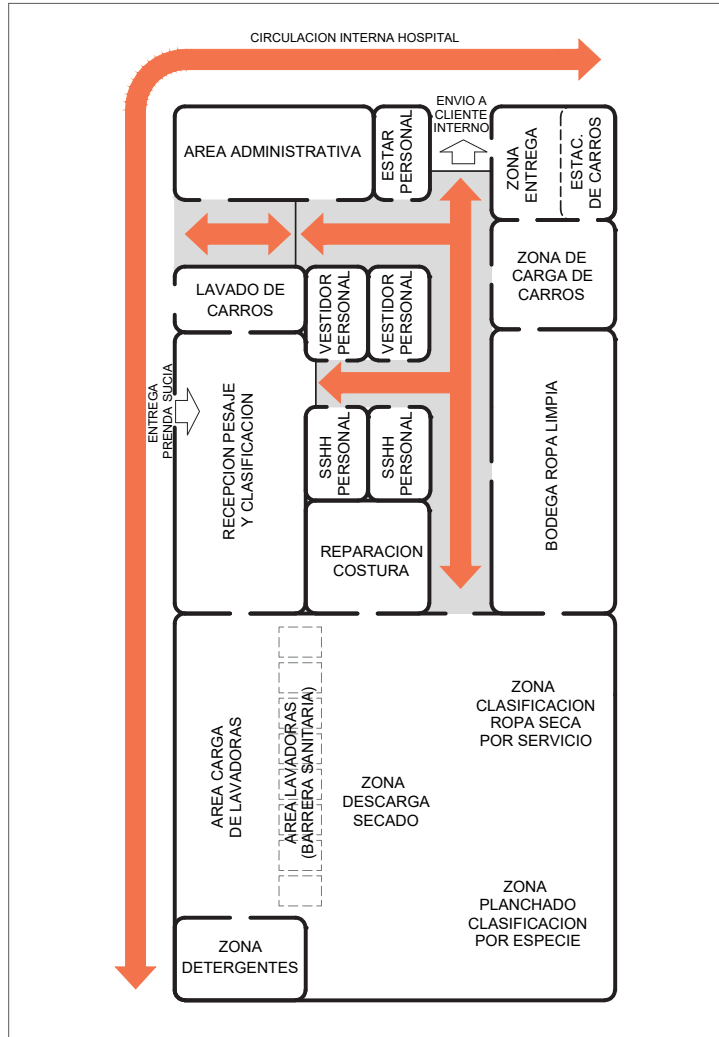 CIRCULACION INTERNA HOSPITAL
ENVIO A
CLIENTE
INTERNO
AREA ADMINISTRATIVA
ESTAR
PERSONAL
ZONA
ENTREGA
ESTAC.
DE CARROS
LAVADO DE
CARROS
VESTIDOR
PERSONAL
VESTIDOR
PERSONAL
ZONA DE
CARGA DE
CARROS
ENTREGA
PRENDA SUCIA
RECEPCION PESAJE
Y CLASIFICACION
SSHH
PERSONAL
SSHH
PERSONAL
BODEGA ROPA LIMPIA
REPARACION
COSTURA
AREA CARGA
DE LAVADORAS
AREA LAVADORAS
(BARRERA SANITARIA)
ZONA
DESCARGA
SECADO
ZONA
CLASIFICACION
ROPA SECA
POR SERVICIO
ZONA
PLANCHADO
CLASIFICACION
POR ESPECIE
ZONA
DETERGENTES